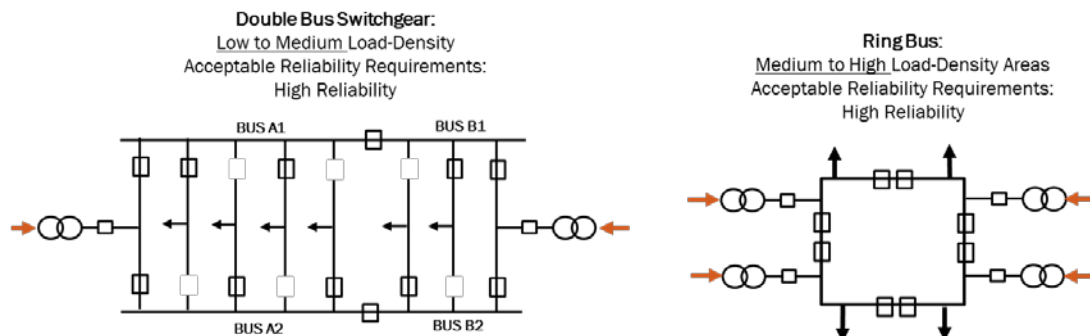 Double Bus Switchgear:
Low to Medium Load-Density
Acceptable Reliability Requirements:
High Reliability
BUS A1
BUS B1
BUS A2
BUS B2
Ring Bus:
Medium to High Load-Density Areas
Acceptable Reliability Requirements:
High Reliability